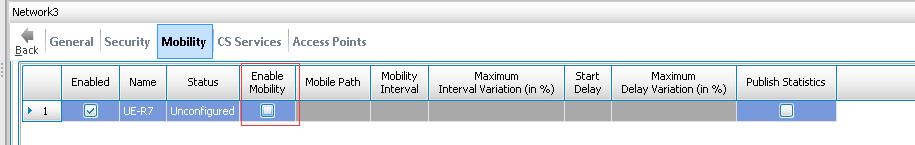 Network3
Back General Security Mobility CS Services Access Points
Enabled Name Status Enable Mobility Mobile Path Mobility Interval Maximum Interval Variation (in %) Start Delay Maximum Delay Variation (in %) Publish Statistics
1 UE-R7 Unconfigured